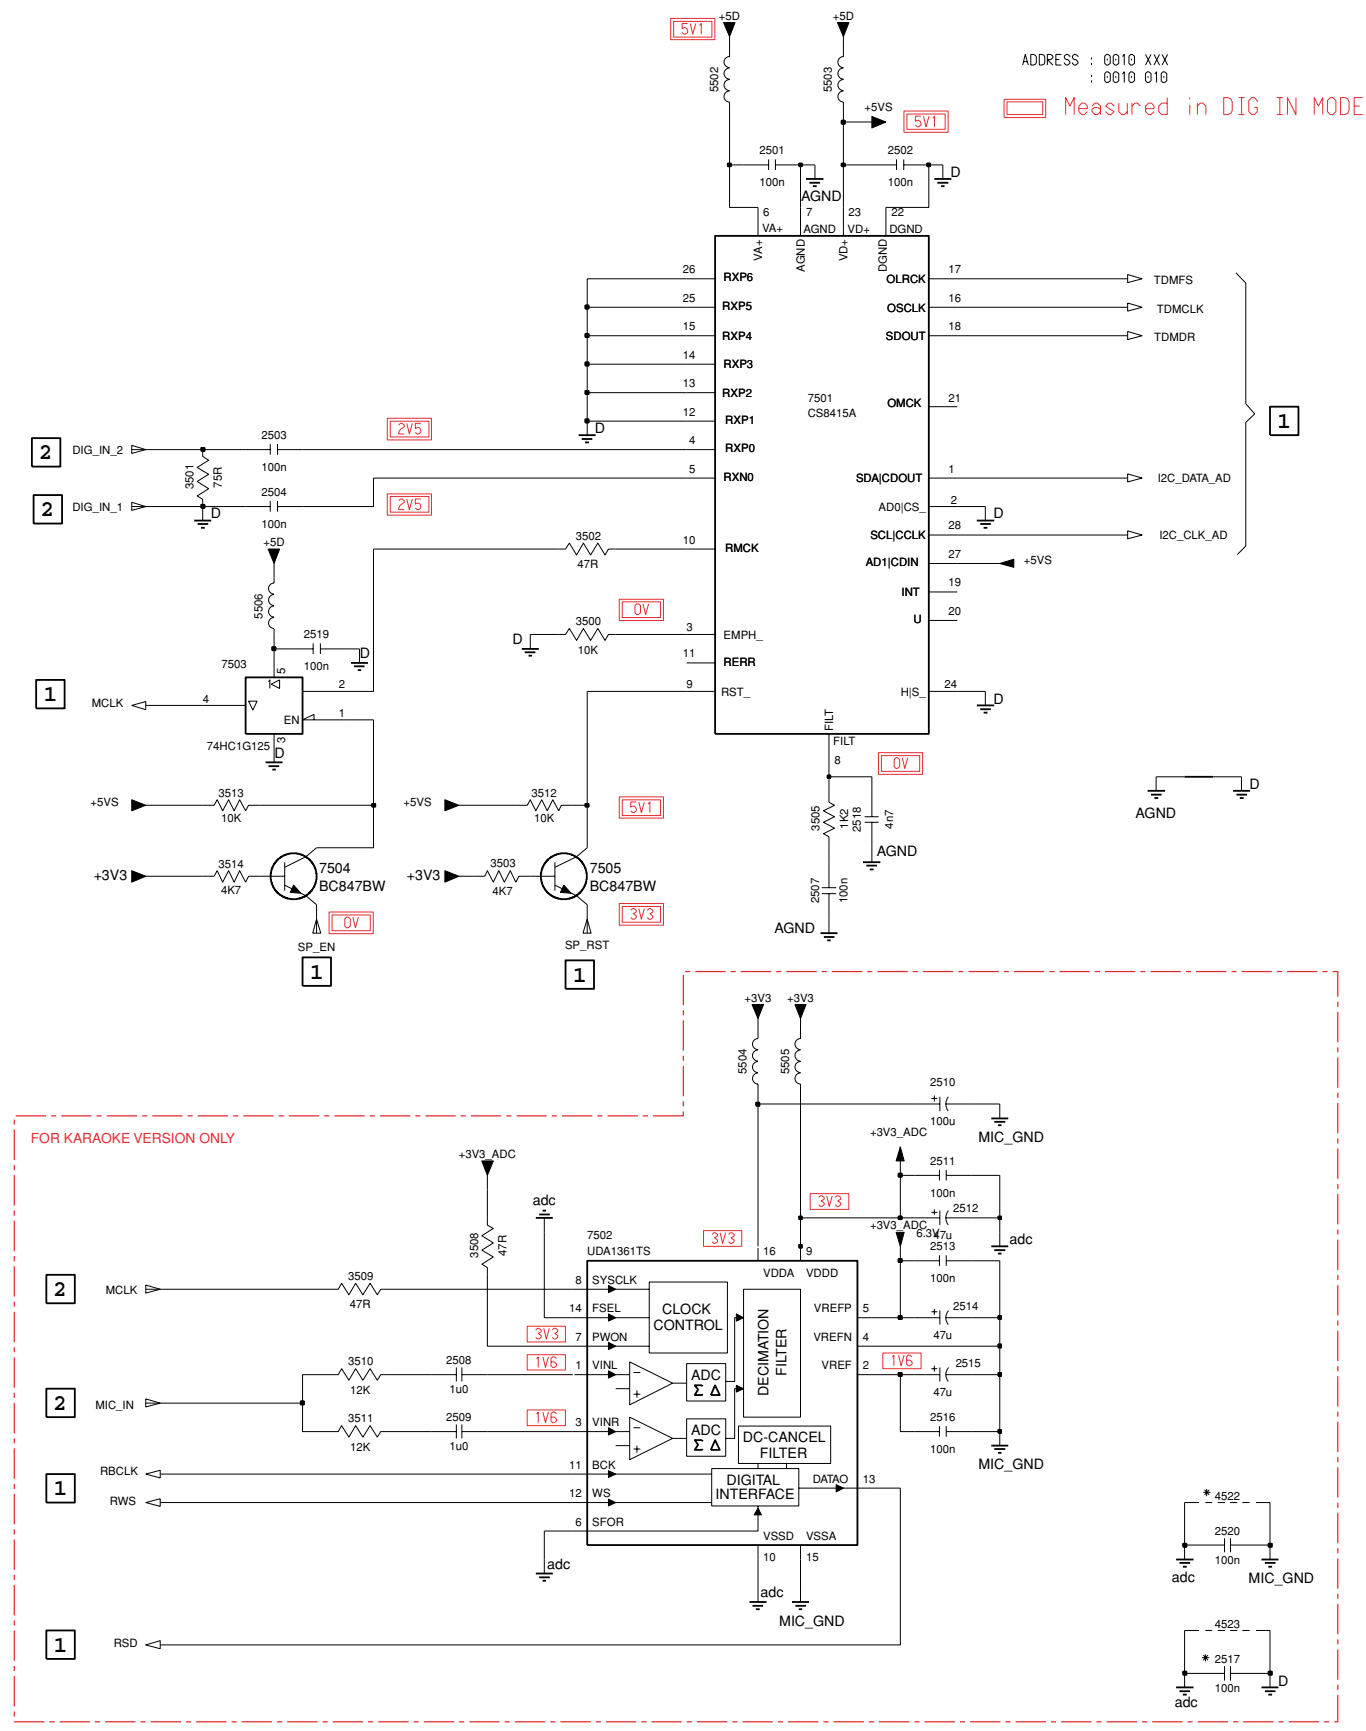 +5D
+5D
5V1
5502
5503
ADDRESS : 0010 XXX
: 0010 010
Measured in DIG IN MODE
+5VS
5V1
2501
100n
AGND
2502
100n
D
6
VA+
7
AGND
23
VD+
22
DGND
VA+
AGND
VD+
DGND
26
RXP6
25
RXP5
15
RXP4
14
RXP3
13
RXP2
12
RXP1
D
4
RXP0
5
RXN0
10
RMCK
3
EMPH_
11
RERR
9
RST_
7501
CS8415A
OLRCK
17
TDMFS
OSCLK
16
TDMCLK
SDOUT
18
TDMDR
OMCK
21
1
SDA|CDOUT
1
I2C_DATA_AD
AD0|CS_
2
D
SCL|CCLK
28
I2C_CLK_AD
AD1|CDIN
27
+5VS
INT
19
U
20
H|S_
24
D
FILT
FILT
8
0V
2
DIG_IN_2
2503
100n
2V5
3501
75R
2
DIG_IN_1
2504
100n
2V5
D
+5D
5506
2519
100n
D
3502
47R
0V
D
3500
10K
7503
5
1
MCLK
4
2
EN
1
3
D
74HC1G125
+5VS
3513
10K
+5VS
3512
10K
5V1
+3V3
3514
4K7
7504
BC847BW
0V
SP_EN
1
+3V3
3503
4K7
7505
BC847BW
3V3
SP_RST
1
3505
1K2
2518
4n7
AGND
2507
100n
AGND
AGND
D
FOR KARAOKE VERSION ONLY
+3V3
+3V3
5504
5505
2510
+
100u
MIC_GND
+3V3_ADC
2511
100n
2512
+
47u
adc
+3V3_ADC
6.3V
2513
100n
3V3
3V3
+3V3_ADC
3508
47R
adc
7502
UDA1361TS
16
9
VDDA
VDDD
2
MCLK
3509
47R
8
SYSCLK
14
FSEL
3V3
7
PWON
CLOCK
CONTROL
DECIMATION
FILTER
VREFP
5
2514
+
47u
VREFN
4
VREF
2
1V6
2515
+
47u
2516
100n
MIC_GND
2
MIC_IN
3510
12K
2508
1u0
1V6
1
VINL
−
+
ADC
Σ Δ
3511
12K
2509
1u0
1V6
3
VINR
−
+
ADC
Σ Δ
DC-CANCEL
FILTER
1
RBCLK
11
BCK
RWS
12
WS
DIGITAL
INTERFACE
DATAO
13
6
SFOR
adc
VSSD
VSSA
10
15
adc
MIC_GND
1
RSD
* 4522
2520
100n
adc
MIC_GND
4523
* 2517
100n
adc
D